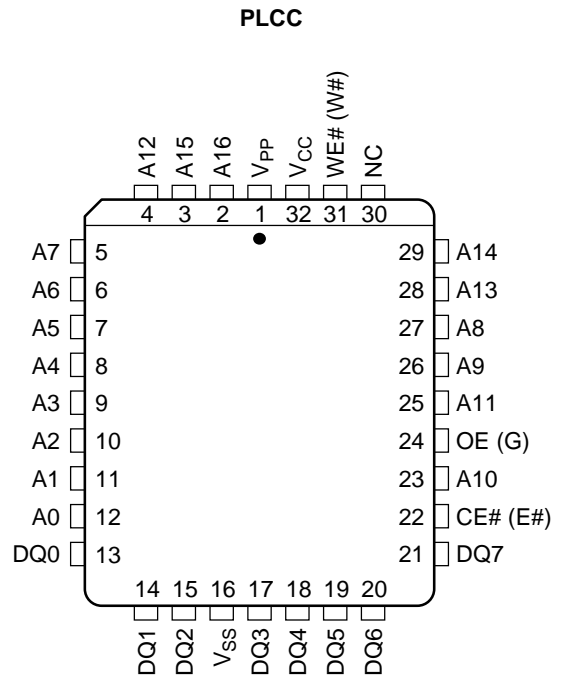 PLCC
A12 A15 A16 VPP VCC WE# (W#) NC
4 3 2 1 32 31 30
A7 5 29 A14
A6 6 28 A13
A5 7 27 A8
A4 8 26 A9
A3 9 25 A11
A2 10 24 OE (G)
A1 11 23 A10
A0 12 22 CE# (E#)
DQ0 13 21 DQ7
14 15 16 17 18 19 20
DQ1 DQ2 VSS DQ3 DQ4 DQ5 DQ6